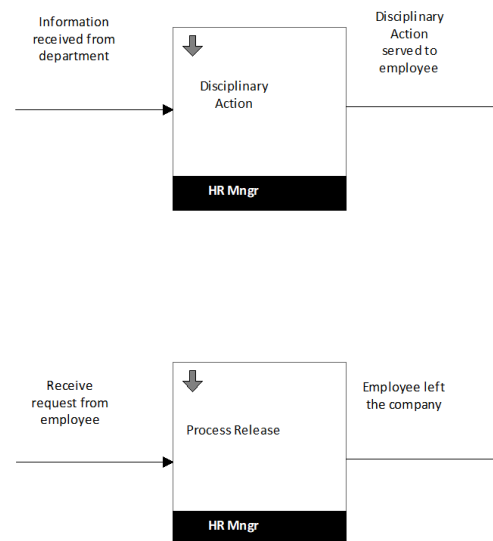 Information
received from
department
Disciplinary
Action
HR Mngr
Disciplinary
Action
served to
employee
Receive
request from
employee
Process Release
HR Mngr
Employee left
the company